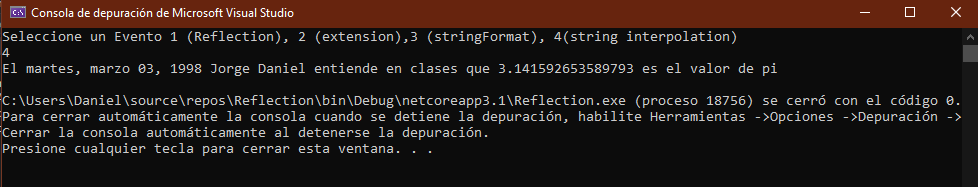 Consola de depuración de Microsoft Visual Studio
Seleccione un Evento 1 (Reflection), 2 (extension),3 (stringFormat), 4(string interpolation)
4
El martes, marzo 03, 1998 Jorge Daniel entiende en clases que 3.141592653589793 es el valor de pi
C:\Users\Daniel\source\repos\Reflection\bin\Debug\netcoreapp3.1\Reflection.exe (proceso 18756) se cerró con el código 0.
Para cerrar automáticamente la consola cuando se detiene la depuración, habilite Herramientas ->Opciones ->Depuración ->
Cerrar la consola automáticamente al detenerse la depuración.
Presione cualquier tecla para cerrar esta ventana. . .